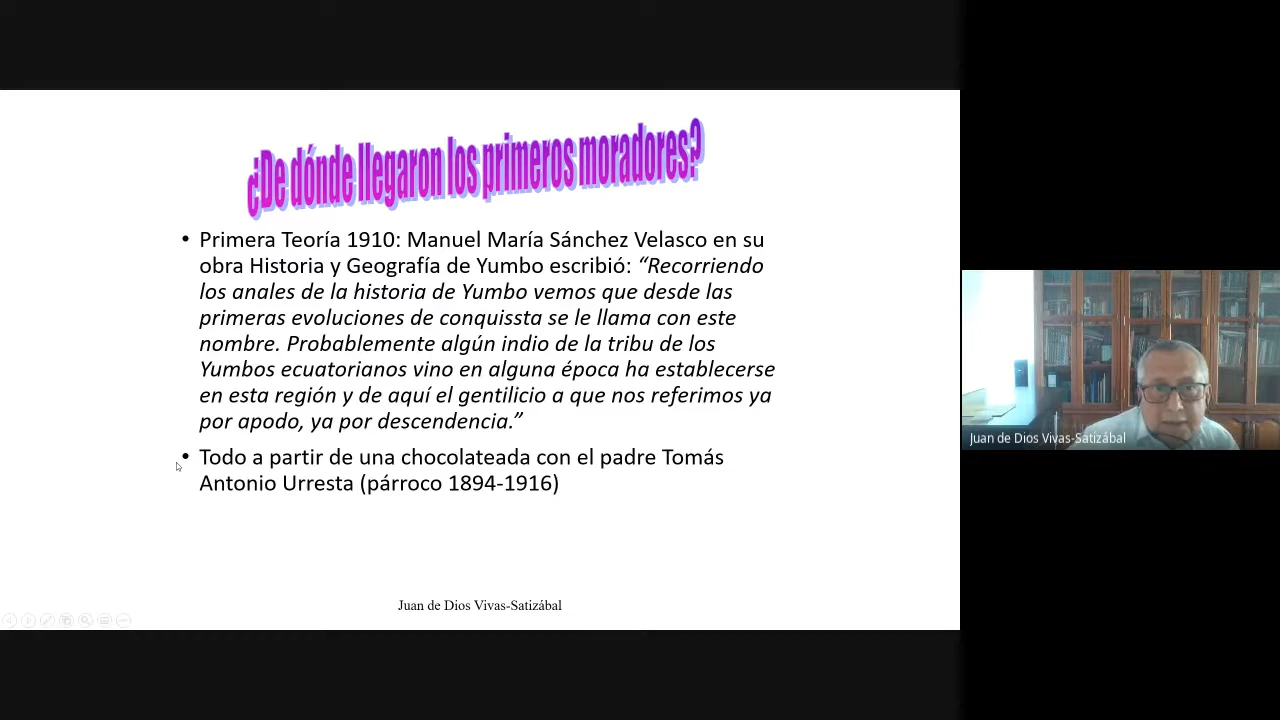 ¿De dónde llegaron los primeros moradores?
• Primera Teoría 1910: Manuel María Sánchez Velasco en su
obra Historia y Geografía de Yumbo escribió: “Recorriendo
los anales de la historia de Yumbo vemos que desde las
primeras evoluciones de conquissta se le llama con este
nombre. Probablemente algún indio de la tribu de los
Yumbos ecuatorianos vino en alguna época ha establecerse
en esta región y de aquí el gentilicio a que nos referimos ya
por apodo, ya por descendencia.”
• Todo a partir de una chocolateada con el padre Tomás
Antonio Urresta (párroco 1894-1916)
Juan de Dios Vivas-Satizábal
Juan de Dios Vivas-Satizábal